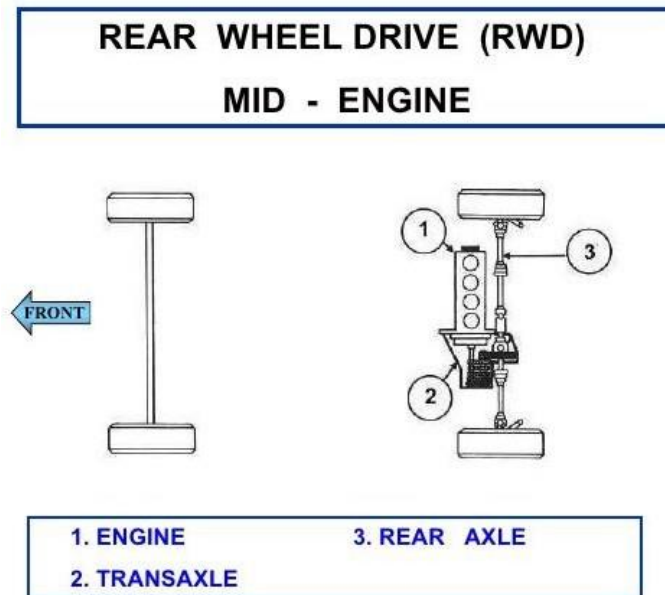 REAR WHEEL DRIVE (RWD)
MID - ENGINE
1
3
FRONT
2
1. ENGINE
3. REAR AXLE
2. TRANSAXLE